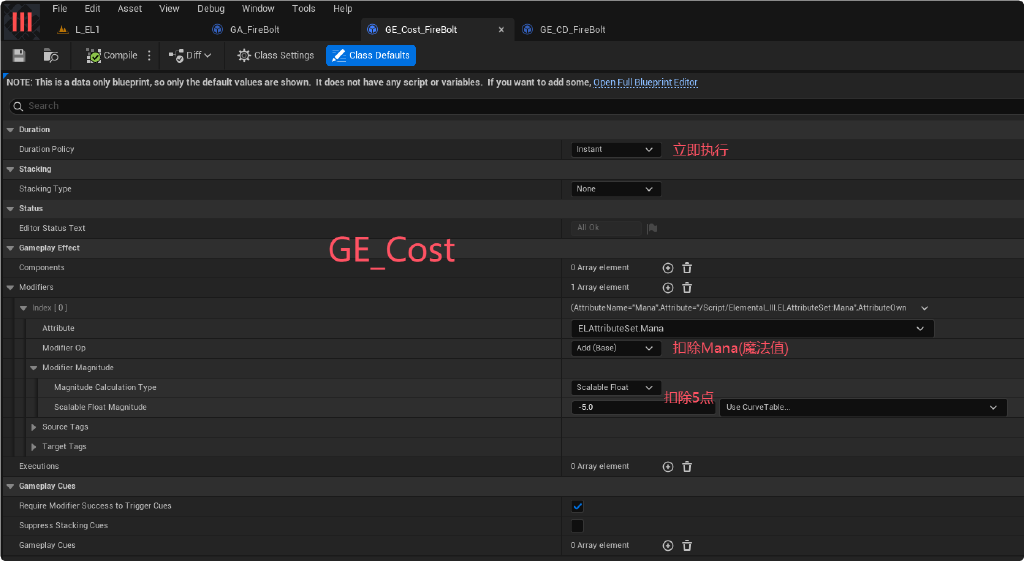 File Edit Asset View Debug Window Tools Help
L_EL1 GA_FireBolt GE_Cost_FireBolt GE_CD_FireBolt
Compile Diff Class Settings Class Defaults
NOTE: This is a data only blueprint, so only the default values are shown. It does not have any script or variables. If you want to add some, Open Full Blueprint Editor
Search
Duration
Duration Policy Instant 立即执行
Stacking
Stacking Type None
Status
Editor Status Text All Ok
GE_Cost
Gameplay Effect
Components 0 Array element
Modifiers 1 Array element
Index [ 0 ] (AttributeName="Mana",Attribute="/Script/Elemental_III.ELAttributeSet:Mana",AttributeOwn
Attribute ELAttributeSet.Mana
Modifier Op Add (Base) 扣除Mana(魔法值)
Modifier Magnitude
Magnitude Calculation Type Scalable Float
扣除5点
Scalable Float Magnitude -5.0 Use CurveTable...
Source Tags
Target Tags
Executions 0 Array element
Gameplay Cues
Require Modifier Success to Trigger Cues
Suppress Stacking Cues
Gameplay Cues 0 Array element